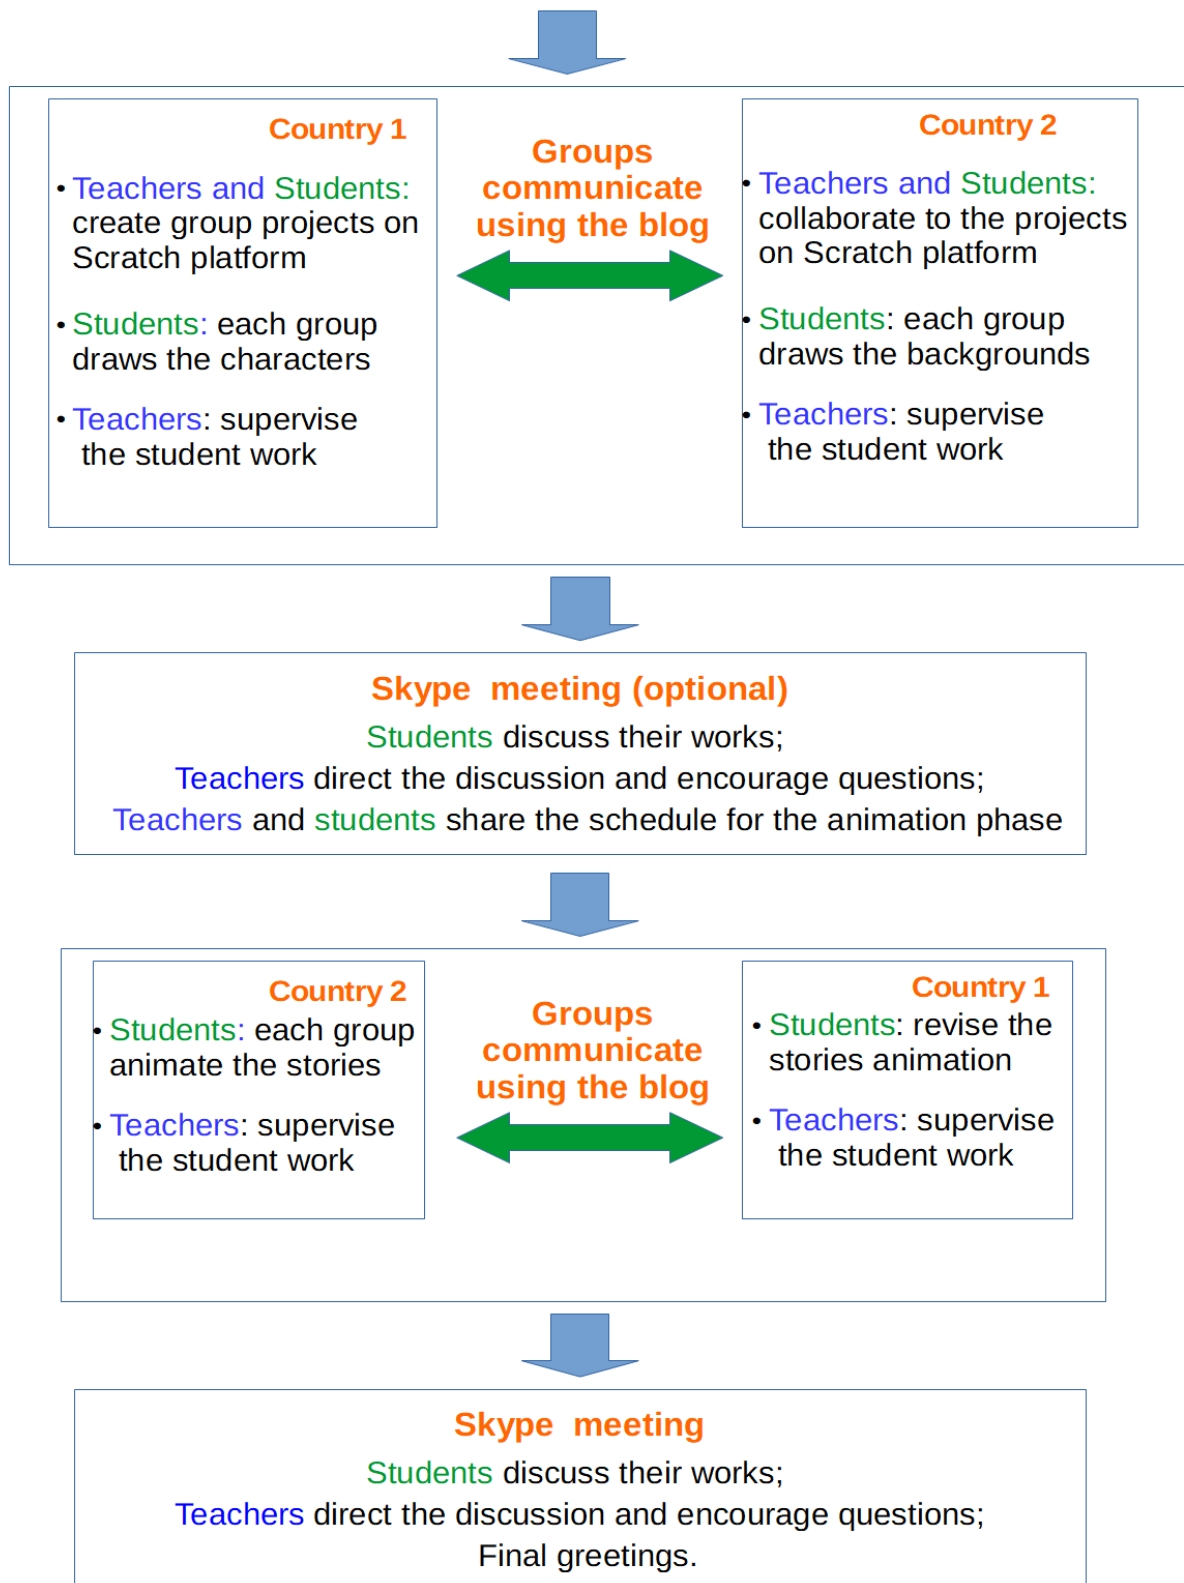 Country 1
• Teachers and Students:
create group projects on
Scratch platform
• Students: each group
draws the characters
• Teachers: supervise
the student work
Groups
communicate
using the blog
Country 2
• Teachers and Students:
collaborate to the projects
on Scratch platform
• Students: each group
draws the backgrounds
• Teachers: supervise
the student work
Skype meeting (optional)
Students discuss their works;
Teachers direct the discussion and encourage questions;
Teachers and students share the schedule for the animation phase
Country 2
• Students: each group
animate the stories
• Teachers: supervise
the student work
Groups
communicate
using the blog
Country 1
• Students: revise the
stories animation
• Teachers: supervise
the student work
Skype meeting
Students discuss their works;
Teachers direct the discussion and encourage questions;
Final greetings.